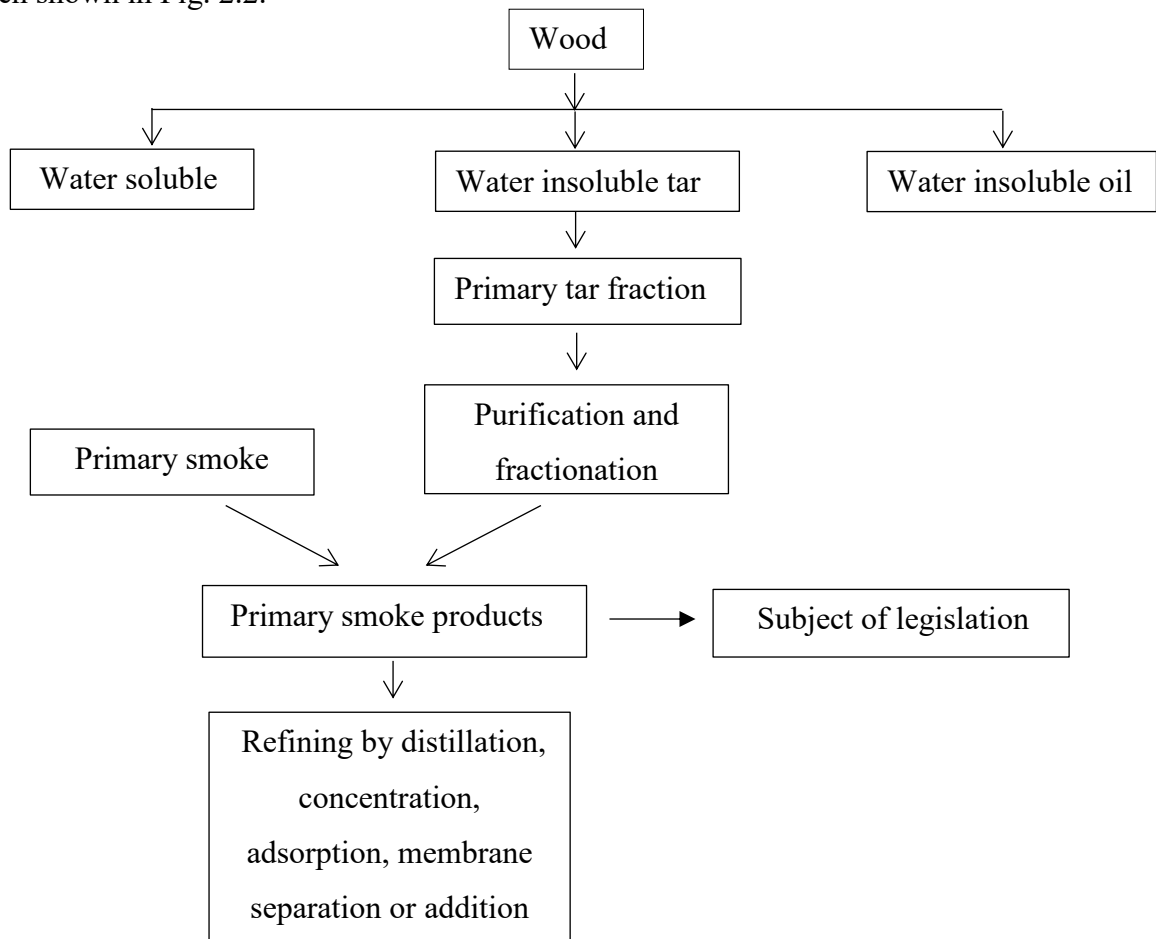 shown in Fig. 2.2.
Wood
Water soluble
Water insoluble tar
Water insoluble oil
Primary tar fraction
Purification and
fractionation
Primary smoke
Primary smoke products
Subject of legislation
Refining by distillation,
concentration,
adsorption, membrane
separation or addition